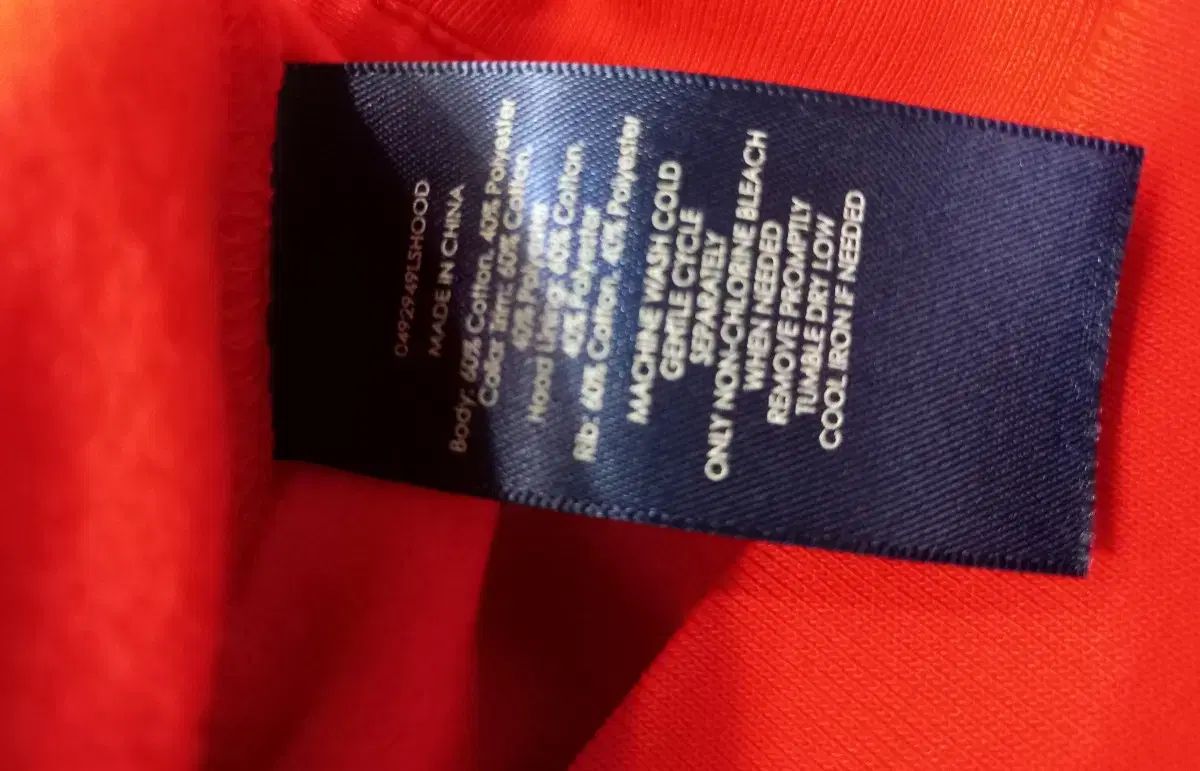 0492949LSHOOD
MADE IN CHINA
Body: 60% Cotton. 40% Polyester
Collar Trim: 60% Cotton.
40% Polyester
Hood Lining: 60% Cotton.
40% Polyester
Rib: 60% Cotton. 40% Polyester
MACHINE WASH COLD
GENTLE CYCLE
SEPARATELY
ONLY NON-CHLORINE BLEACH
WHEN NEEDED
REMOVE PROMPTLY
TUMBLE DRY LOW
COOL IRON IF NEEDED